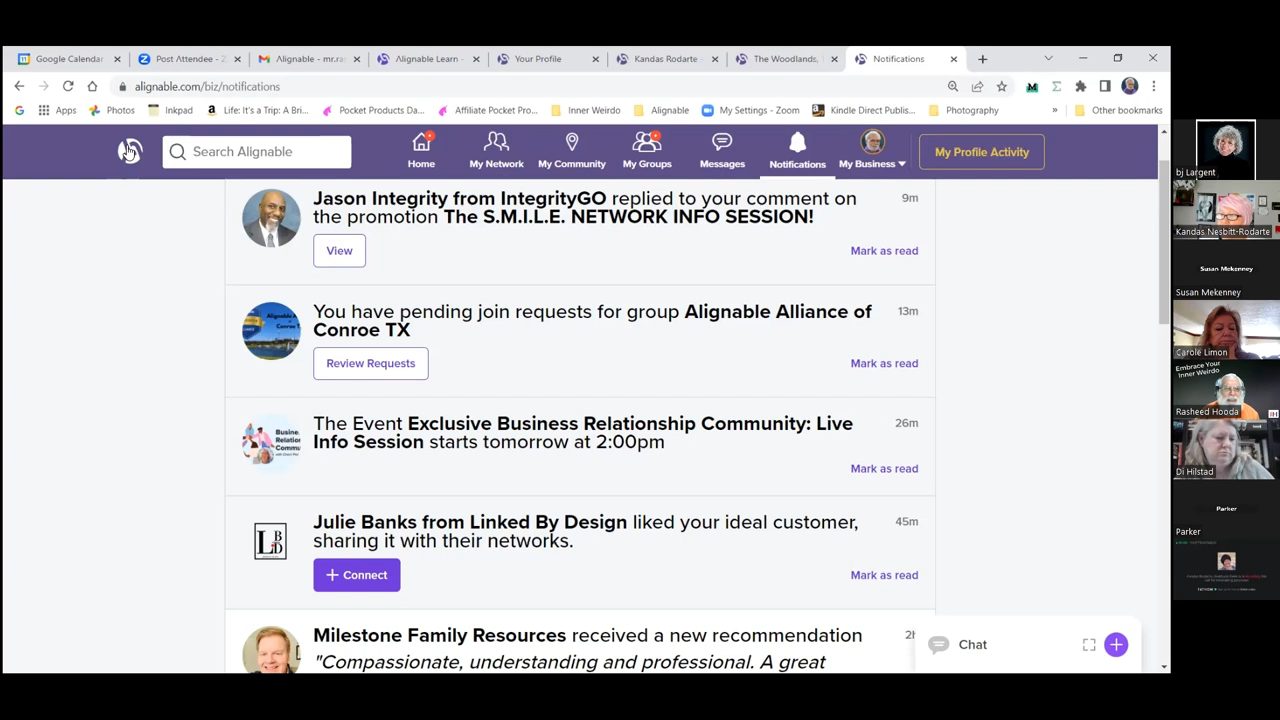 Google Calendar
Post Attendee - Z
Alignable - mr.ra
Alignable Learn -
Your Profile
Kandas Rodarte -
The Woodlands, T
Notifications
alignable.com/biz/notifications
Apps
Photos
Inkpad
Life: It's a Trip: A Bri...
Pocket Products Da...
Affiliate Pocket Pro...
Inner Weirdo
Alignable
My Settings - Zoom
Kindle Direct Publis...
Photography
»
Other bookmarks
Search Alignable
Home
My Network
My Community
My Groups
Messages
Notifications
My Business
My Profile Activity
Jason Integrity from IntegrityGO replied to your comment on
the promotion The S.M.I.L.E. NETWORK INFO SESSION!
9m
View
Mark as read
You have pending join requests for group Alignable Alliance of
Conroe TX
13m
Review Requests
Mark as read
The Event Exclusive Business Relationship Community: Live
Info Session starts tomorrow at 2:00pm
26m
Mark as read
LBD
Julie Banks from Linked By Design liked your ideal customer,
sharing it with their networks.
45m
+ Connect
Mark as read
Milestone Family Resources received a new recommendation
"Compassionate, understanding and professional. A great
Chat
bj Largent
Kandas Nesbitt-Rodarte
Susan Mckenney
Susan Mckenney
Carole Limon
Embrace Your
Inner Weirdo
Rasheed Hooda
Di Hilstad
Parker
Parker